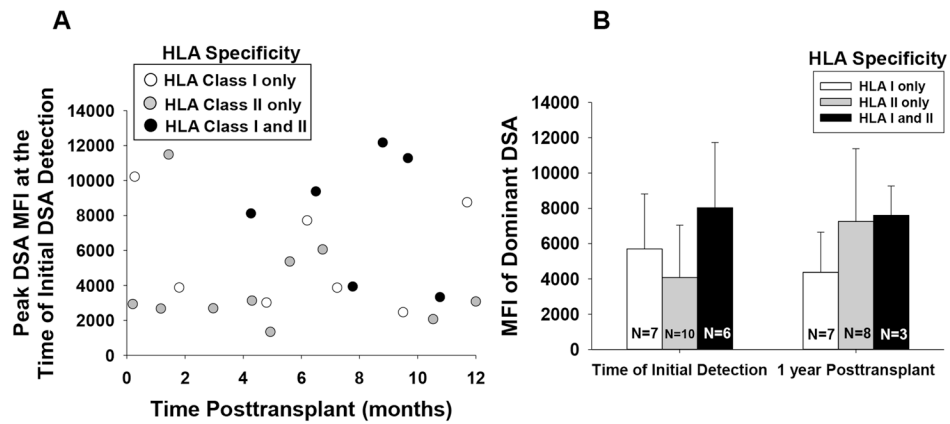 A
HLA Specificity
HLA Class I only
HLA Class II only
HLA Class I and II
Peak DSA MFI at the
Time of Initial DSA Detection
14000
12000
10000
8000
6000
4000
2000
0
0 2 4 6 8 10 12
Time Posttransplant (months)
B
HLA Specificity
HLA I only
HLA II only
HLA I and II
MFI of Dominant DSA
14000
12000
10000
8000
6000
4000
2000
0
N=7 N=10 N=6 N=7 N=8 N=3
Time of Initial Detection 1 year Posttransplant